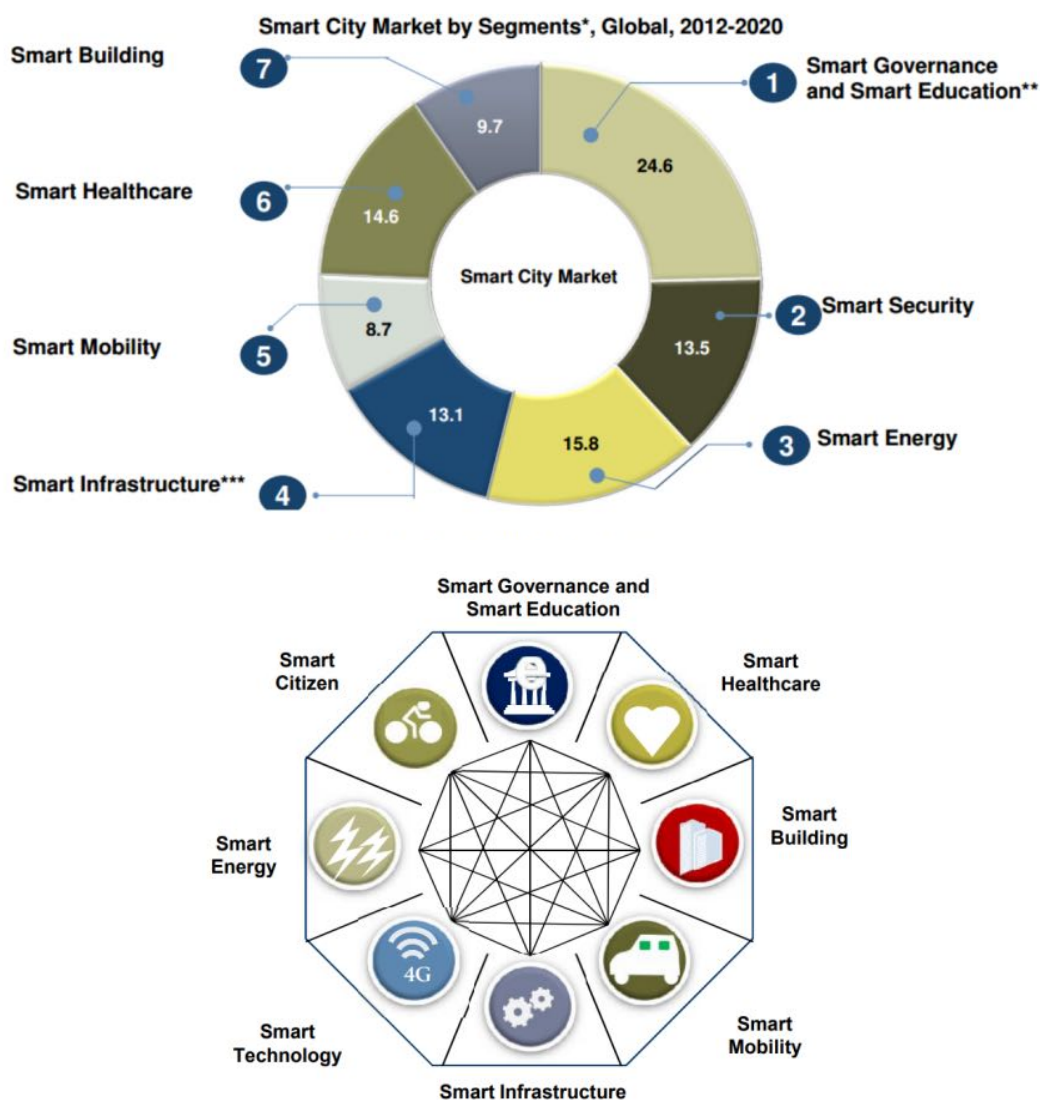 Smart City Market by Segments*, Global, 2012-2020
Smart Building
7
9.7
1
Smart Governance
and Smart Education**
24.6
Smart Healthcare
6
14.6
Smart City Market
2
Smart Security
13.5
Smart Mobility
5
8.7
13.1
15.8
3
Smart Energy
Smart Infrastructure***
4
Smart Governance and
Smart Education
Smart
Citizen
Smart
Healthcare
Smart
Energy
Smart
Building
4G
Smart
Technology
Smart
Mobility
Smart Infrastructure